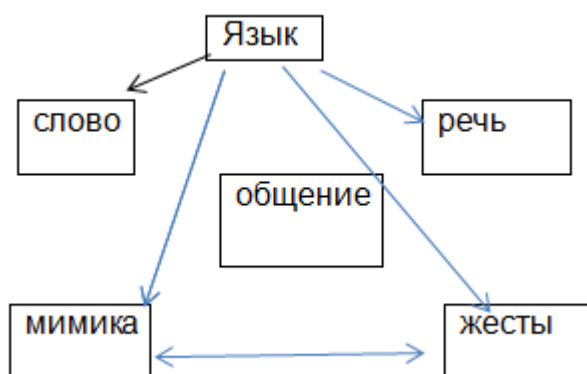 Язык
слово
речь
общение
мимика
жесты